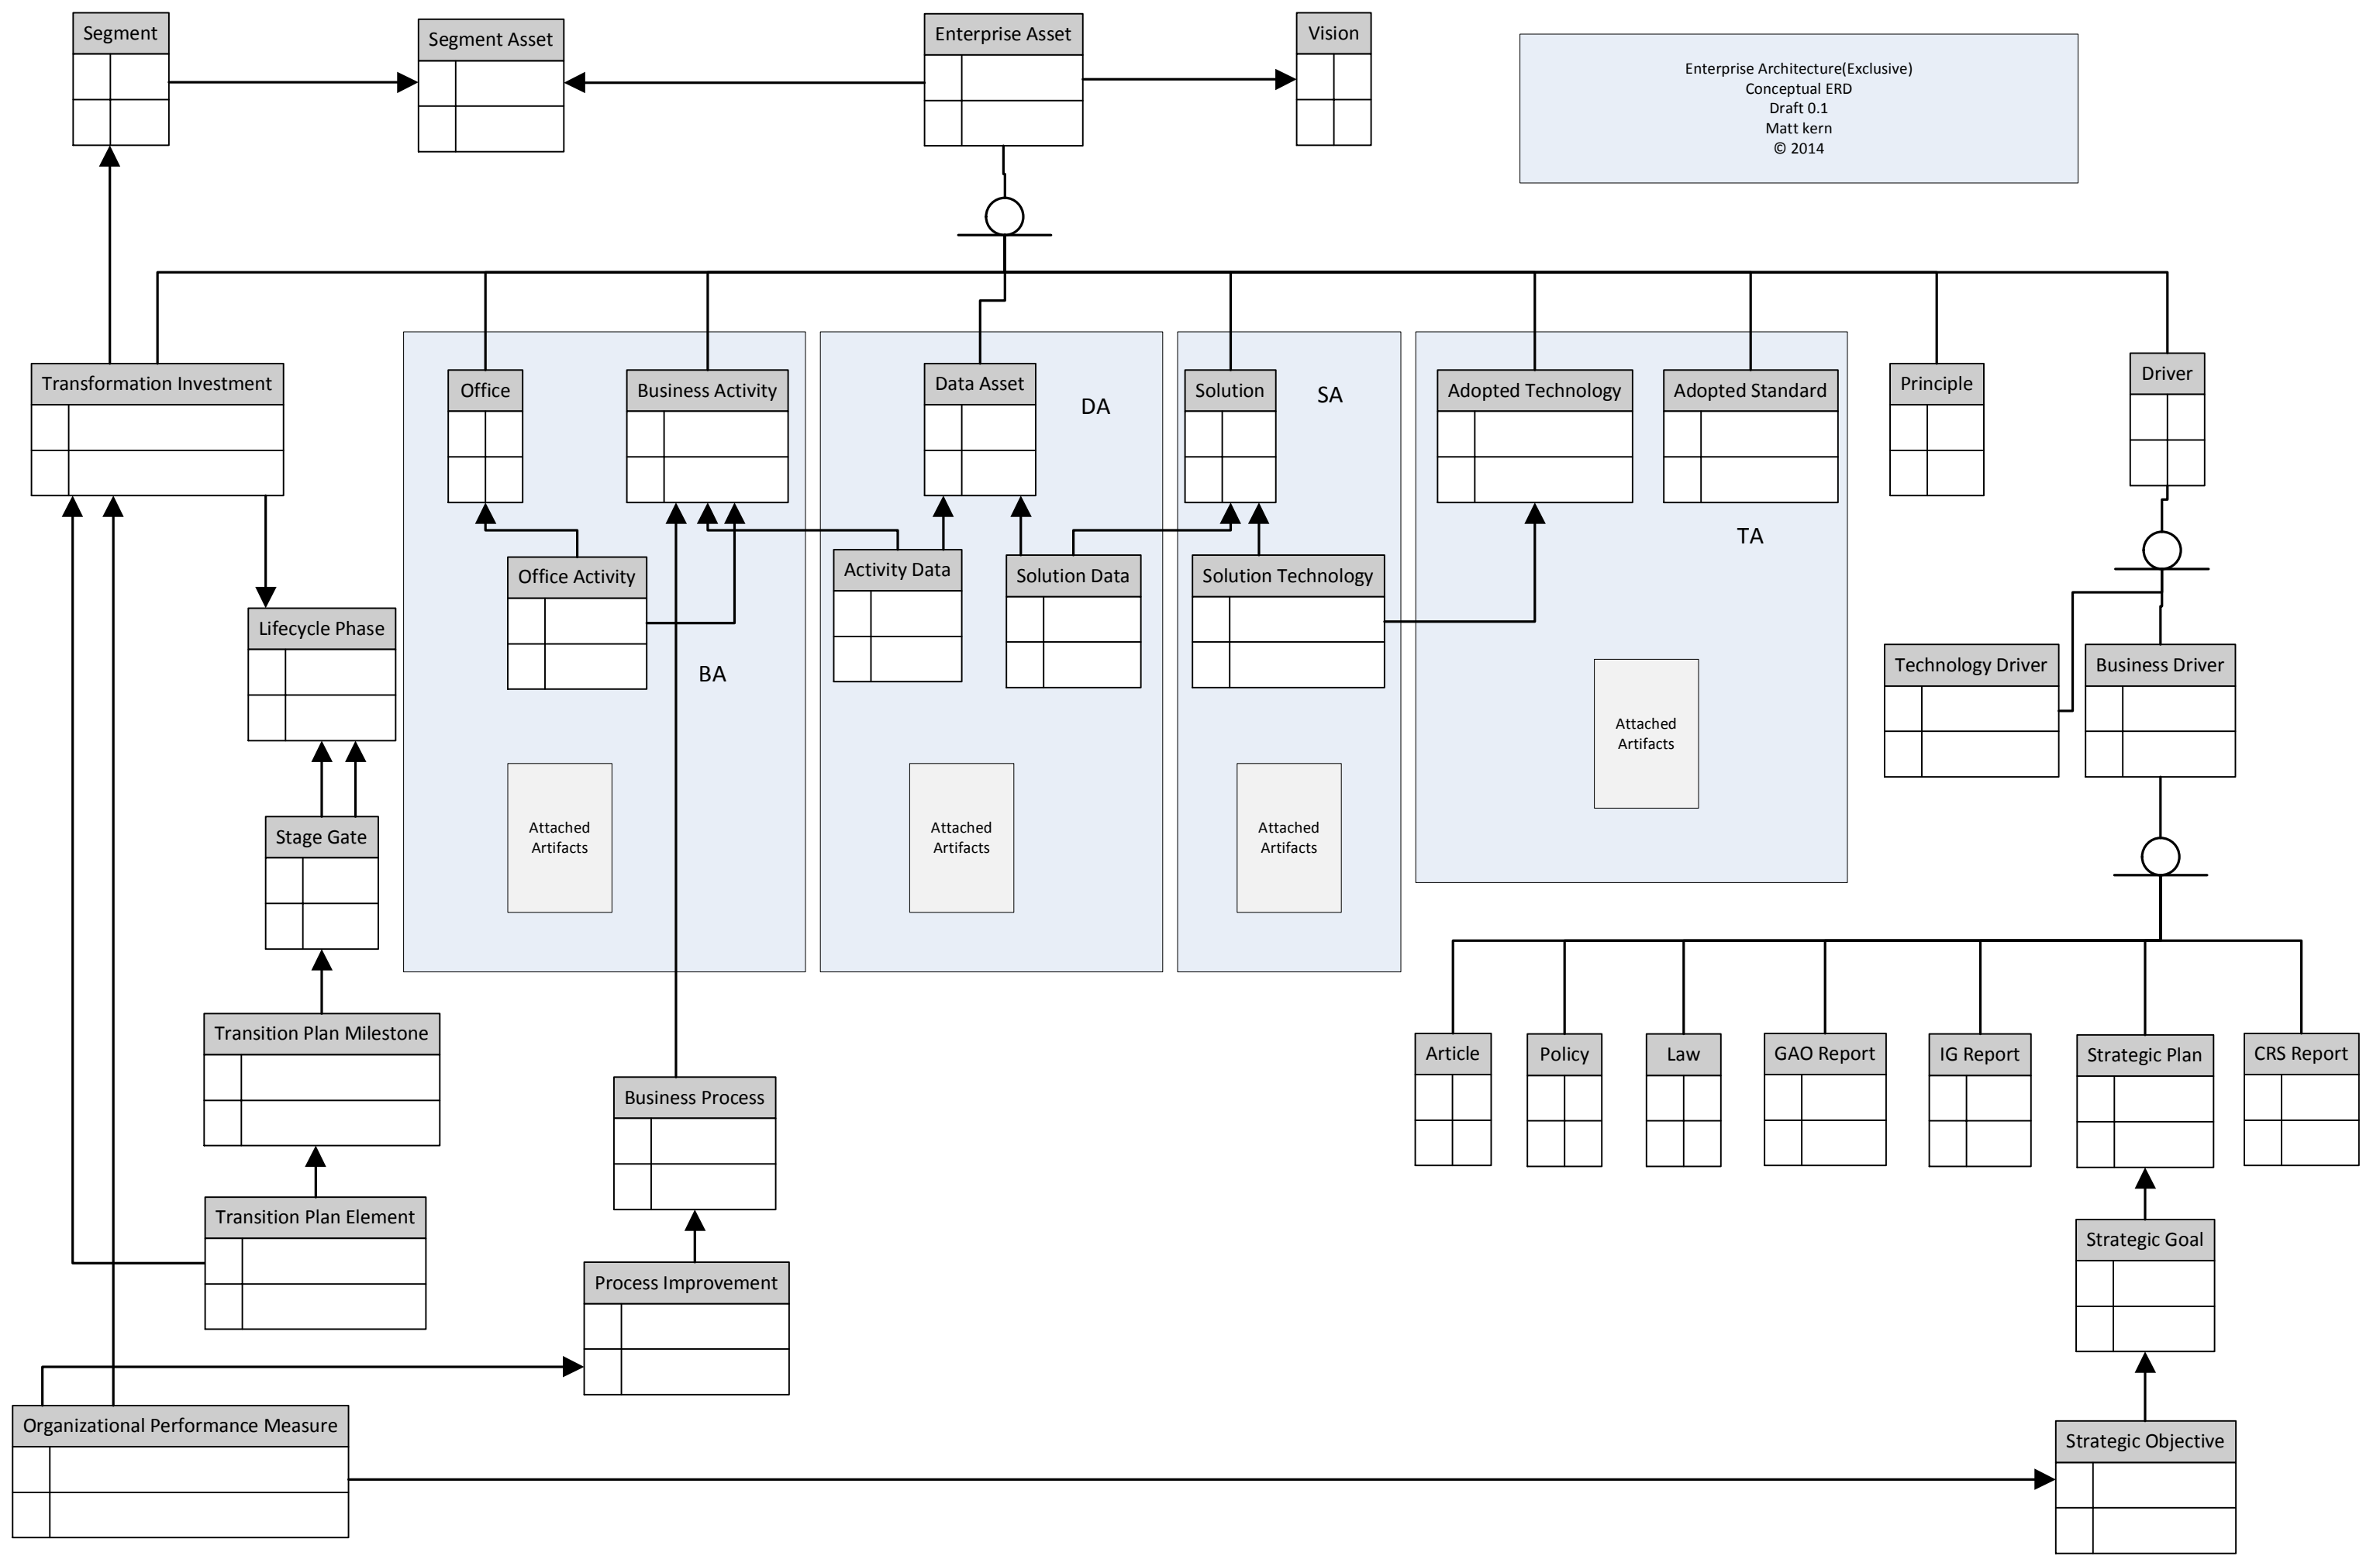 Segment
Segment Asset
Enterprise Asset
Vision
Enterprise Architecture(Exclusive)
Conceptual ERD
Draft 0.1
Matt kern
© 2014
Transformation Investment
Office
Business Activity
Data Asset
DA
Solution
SA
Adopted Technology
Adopted Standard
Principle
Driver
TA
Office Activity
Activity Data
Solution Data
Solution Technology
Lifecycle Phase
BA
Technology Driver
Business Driver
Attached
Artifacts
Attached
Artifacts
Attached
Artifacts
Attached
Artifacts
Stage Gate
Transition Plan Milestone
Article
Policy
Law
GAO Report
IG Report
Strategic Plan
CRS Report
Business Process
Transition Plan Element
Strategic Goal
Process Improvement
Organizational Performance Measure
Strategic Objective